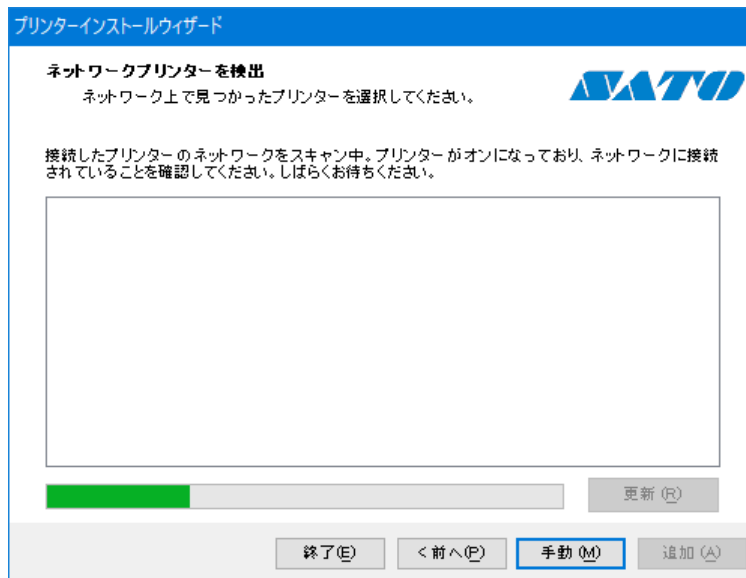 プリンターインストールウィザード
ネットワークプリンターを検出
ネットワーク上で見つかったプリンターを選択してください。
SATO
接続したプリンターのネットワークをスキャン中。プリンターがオンになっており、ネットワークに接続
されていることを確認してください。しばらくお待ちください。
更新(R)
終了(E)
<前へ(P)
手動(M)
追加(A)